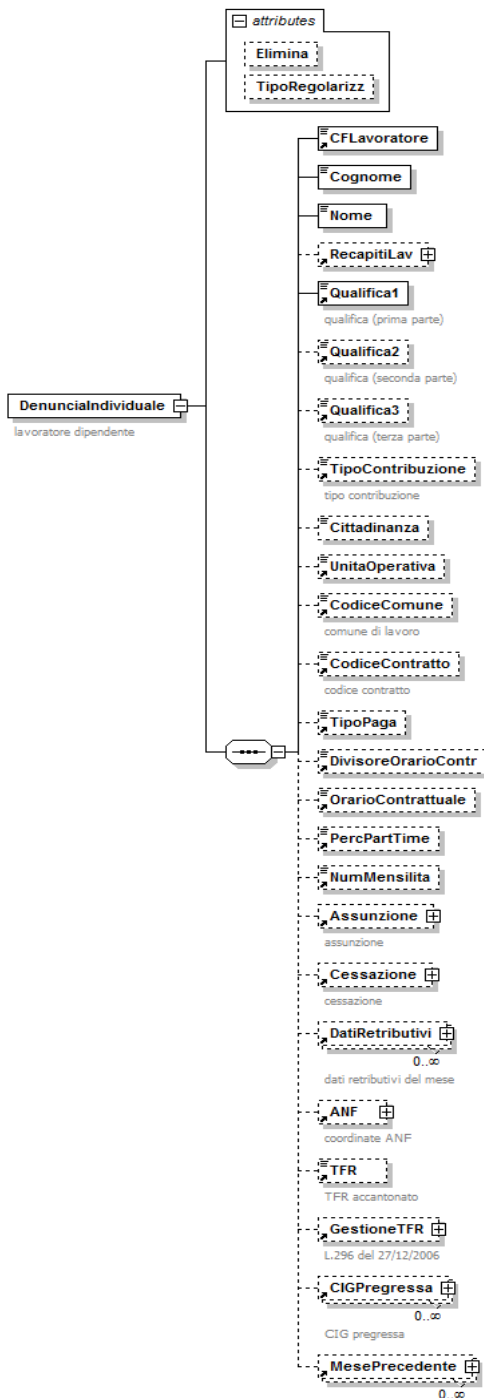 attributes
Elimina
TipoRegolarizz
CFLavoratore
Cognome
Nome
RecapitiLav
Qualifica1
qualifica (prima parte)
Qualifica2
qualifica (seconda parte)
Qualifica3
qualifica (terza parte)
DenunciaIndividuale
lavoratore dipendente
TipoContribuzione
tipo contribuzione
Cittadinanza
UnitaOperativa
CodiceComune
comune di lavoro
CodiceContratto
codice contratto
TipoPaga
DivisoreOrarioContr
OrarioContrattuale
PercPartTime
NumMensilita
Assunzione
assunzione
Cessazione
cessazione
DatiRetributivi
0..∞
dati retributivi del mese
ANF
coordinate ANF
TFR
TFR accantonato
GestioneTFR
L.296 del 27/12/2006
CIGPregressa
0..∞
CIG pregressa
MesePrecedente
0..∞